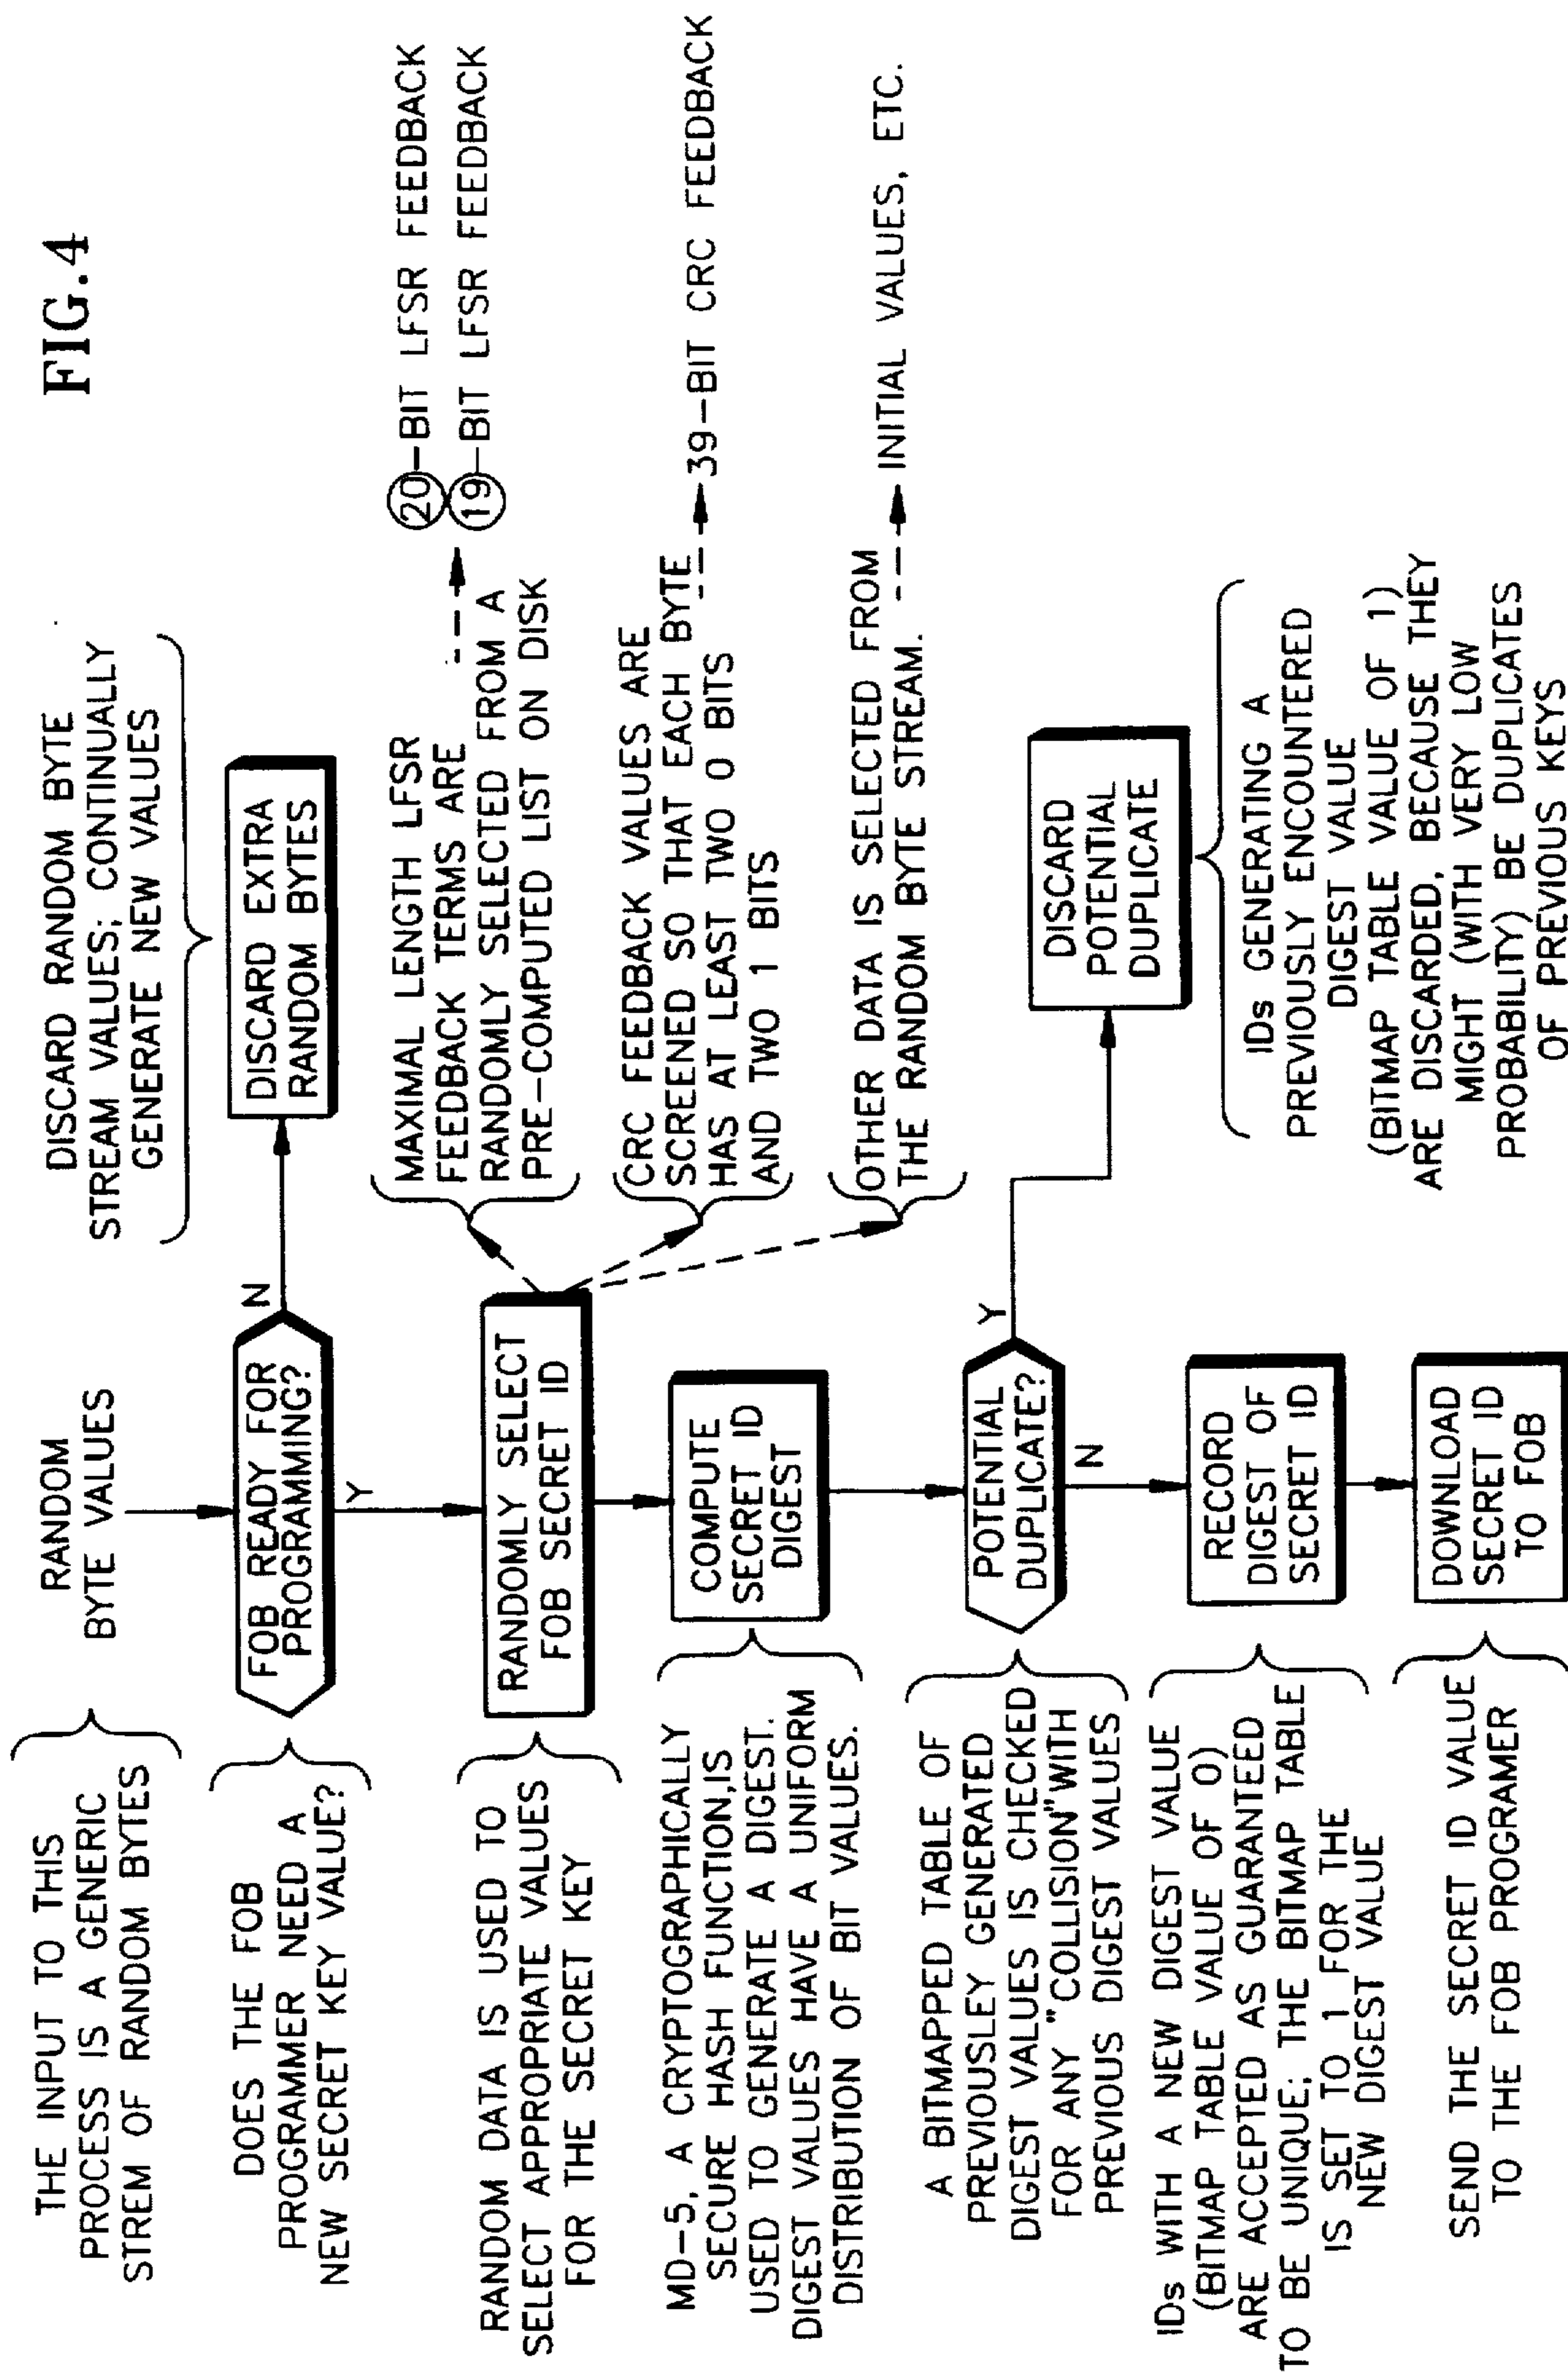 FIG.4
THE INPUT TO THIS
PROCESS IS A GENERIC
STREM OF RANDOM BYTES
RANDOM
BYTE VALUES
DISCARD RANDOM BYTE
STREAM VALUES; CONTINUALLY
GENERATE NEW VALUES
DOES THE FOB
PROGRAMMER NEED A
NEW SECRET KEY VALUE?
FOB READY FOR
PROGRAMMING?
N
Y
DISCARD EXTRA
RANDOM BYTES
RANDOM DATA IS USED TO
SELECT APPROPRIATE VALUES
FOR THE SECRET KEY
RANDOMLY SELECT
FOB SECRET ID
MAXIMAL LENGTH LFSR
FEEDBACK TERMS ARE
RANDOMLY SELECTED FROM A
PRE-COMPUTED LIST ON DISK
20-BIT LFSR FEEDBACK
19-BIT LFSR FEEDBACK
CRC FEEDBACK VALUES ARE
SCREENED SO THAT EACH BYTE
HAS AT LEAST TWO 0 BITS
AND TWO 1 BITS
39-BIT CRC FEEDBACK
OTHER DATA IS SELECTED FROM
THE RANDOM BYTE STREAM.
INITIAL VALUES, ETC.
MD-5, A CRYPTOGRAPHICALLY
SECURE HASH FUNCTION,IS
USED TO GENERATE A DIGEST.
DIGEST VALUES HAVE A UNIFORM
DISTRIBUTION OF BIT VALUES.
COMPUTE
SECRET ID
DIGEST
A BITMAPPED TABLE OF
PREVIOUSLEY GENERATED
DIGEST VALUES IS CHECKED
FOR ANY "COLLISION"WITH
PREVIOUS DIGEST VALUES
POTENTIAL
DUPLICATE?
Y
N
DISCARD
POTENTIAL
DUPLICATE
IDs GENERATING A
PREVIOUSLY ENCOUNTERED
DIGEST VALUE
(BITMAP TABLE VALUE OF 1)
ARE DISCARDED, BECAUSE THEY
MIGHT (WITH VERY LOW
PROBABILITY) BE DUPLICATES
OF PREVIOUS KEYS
IDs WITH A NEW DIGEST VALUE
(BITMAP TABLE VALUE OF 0)
ARE ACCEPTED AS GUARANTEED
TO BE UNIQUE; THE BITMAP TABLE
IS SET TO 1 FOR THE
NEW DIGEST VALUE
RECORD
DIGEST OF
SECRET ID
SEND THE SECRET ID VALUE
TO THE FOB PROGRAMER
DOWNLOAD
SECRET ID
TO FOB